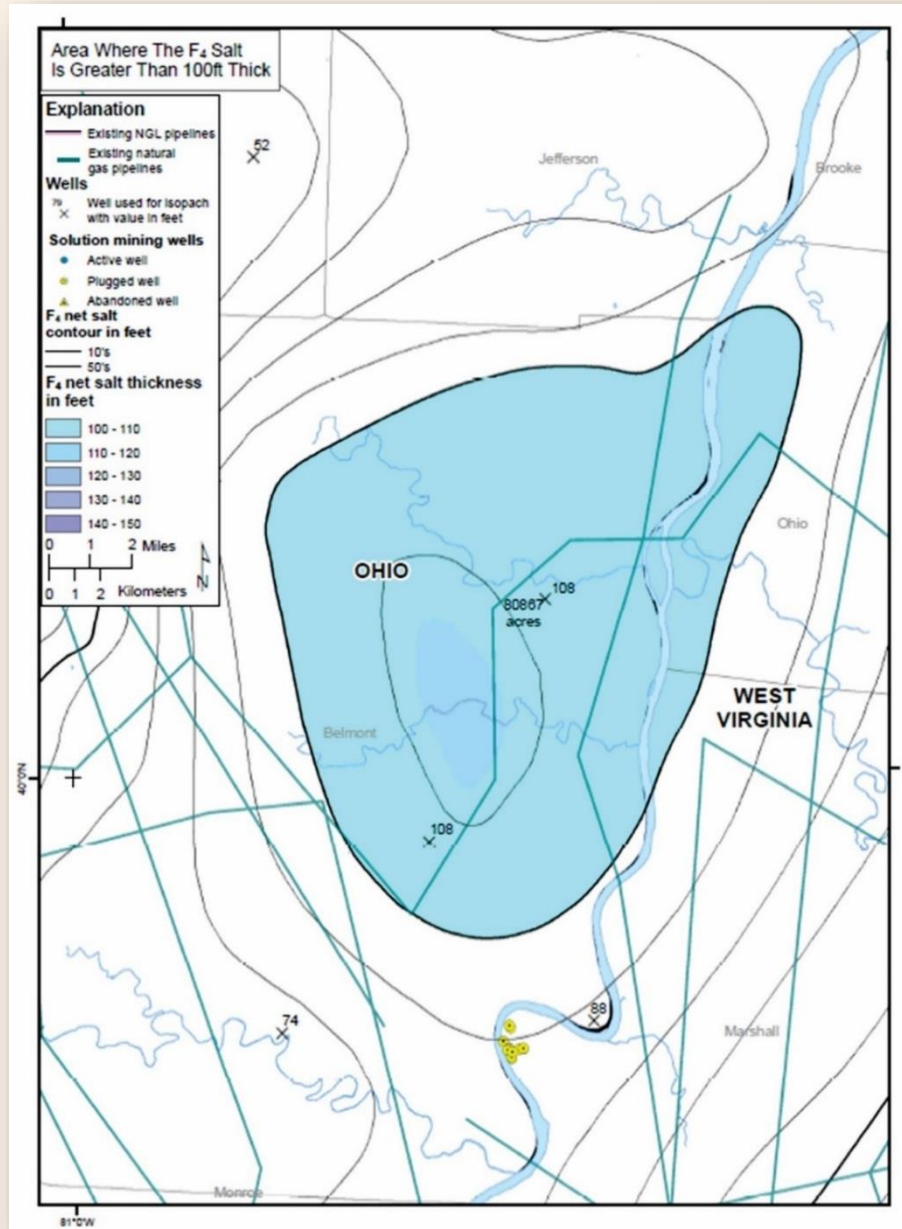 Area Where The F₄ Salt
Is Greater Than 100ft Thick
Explanation
Existing NGL pipelines
Existing natural
gas pipelines
Wells
79
Well used for isopach
with value in feet
Solution mining wells
Active well
Plugged well
Abandoned well
F₄ net salt
contour in feet
10's
50's
F₄ net salt thickness
in feet
100 - 110
110 - 120
120 - 130
130 - 140
140 - 150
0 1 2 Miles
0 1 2 Kilometers
N
52
Jefferson
Brooke
Ohio
OHIO
108
80867
acres
WEST
VIRGINIA
Belmont
40°0'N
108
88
74
Marshall
Monroe
81°0'W